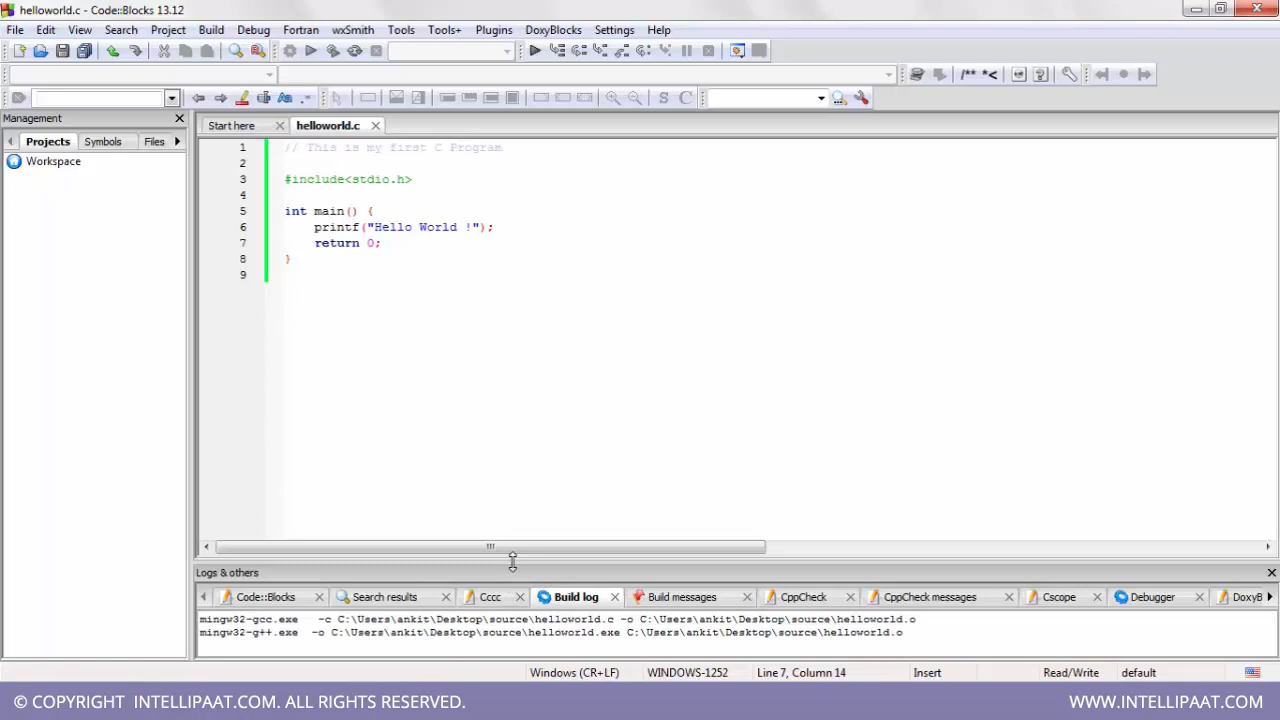 helloworld.c - Code::Blocks 13.12
File Edit View Search Project Build Debug Fortran wxSmith Tools Tools+ Plugins DoxyBlocks Settings Help
/** *<
S C
Management
Projects Symbols Files
Workspace
Start here helloworld.c
1 // This is my first C Program
2
3 #include<stdio.h>
4
5 int main() {
6 printf("Hello World !");
7 return 0;
8 }
9
Logs & others
Code::Blocks Search results Cccc Build log Build messages CppCheck CppCheck messages Cscope Debugger DoxyB
mingw32-gcc.exe -c C:\Users\ankit\Desktop\source\helloworld.c -o C:\Users\ankit\Desktop\source\helloworld.o
mingw32-g++.exe -o C:\Users\ankit\Desktop\source\helloworld.exe C:\Users\ankit\Desktop\source\helloworld.o
Windows (CR+LF) WINDOWS-1252 Line 7, Column 14 Insert Read/Write default
© COPYRIGHT INTELLIPAAT.COM. ALL RIGHTS RESERVED. WWW.INTELLIPAAT.COM